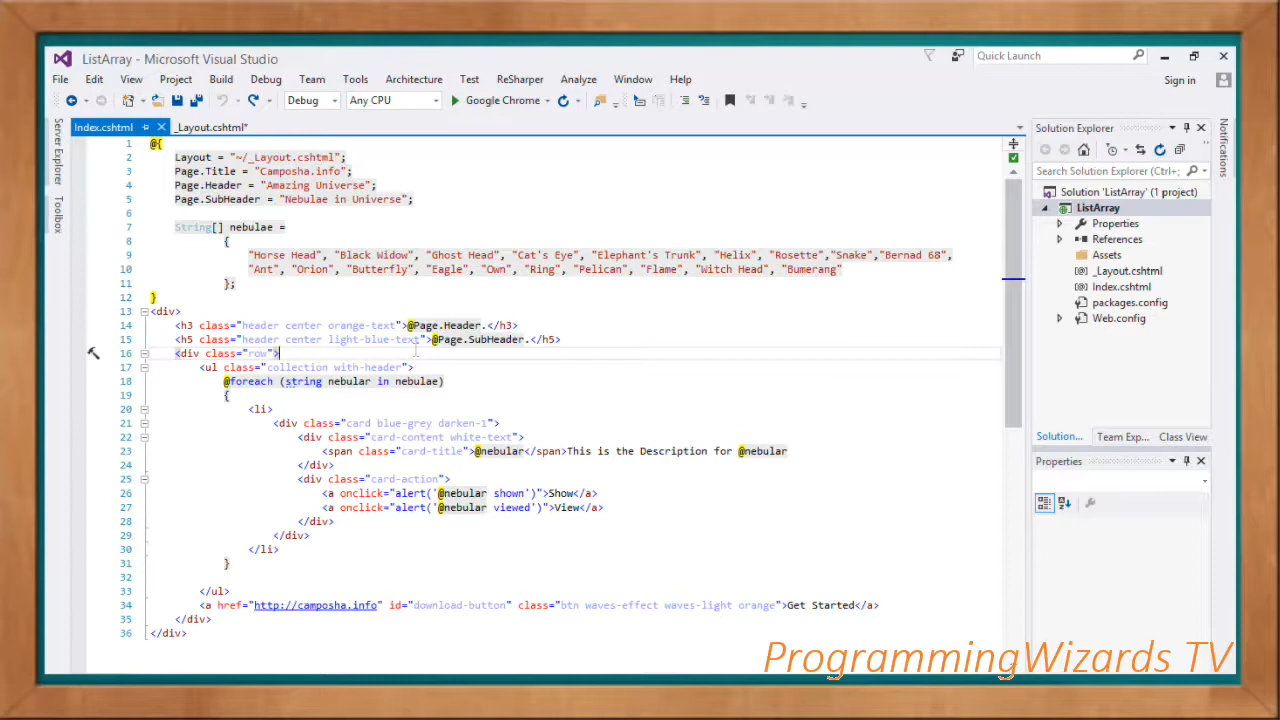 ListArray - Microsoft Visual Studio
Quick Launch
File Edit View Project Build Debug Team Tools Architecture Test ReSharper Analyze Window Help
Sign in
Debug Any CPU Google Chrome
Server Explorer
Toolbox
Index.cshtml _Layout.cshtml*
1 @{
2 Layout = "~/_Layout.cshtml";
3 Page.Title = "Camposha.info";
4 Page.Header = "Amazing Universe";
5 Page.SubHeader = "Nebulae in Universe";
6
7 String[] nebulae =
8 {
9 "Horse Head", "Black Widow", "Ghost Head", "Cat's Eye", "Elephant's Trunk", "Helix", "Rosette","Snake","Bernad 68",
10 "Ant", "Orion", "Butterfly", "Eagle", "Own", "Ring", "Pelican", "Flame", "Witch Head", "Bumerang"
11 };
12 }
13 <div>
14 <h3 class="header center orange-text">@Page.Header.</h3>
15 <h5 class="header center light-blue-text">@Page.SubHeader.</h5>
16 <div class="row">
17 <ul class="collection with-header">
18 @foreach (string nebular in nebulae)
19 {
20 <li>
21 <div class="card blue-grey darken-1">
22 <div class="card-content white-text">
23 <span class="card-title">@nebular</span>This is the Description for @nebular
24 </div>
25 <div class="card-action">
26 <a onclick="alert('@nebular shown')">Show</a>
27 <a onclick="alert('@nebular viewed')">View</a>
28 </div>
29 </div>
30 </li>
31 }
32
33 </ul>
34 <a href="http://camposha.info" id="download-button" class="btn waves-effect waves-light orange">Get Started</a>
35 </div>
36 </div>
Solution Explorer
Search Solution Explorer (Ctrl+;
Solution 'ListArray' (1 project)
ListArray
Properties
References
Assets
_Layout.cshtml
Index.cshtml
packages.config
Web.config
Solution... Team Exp... Class View
Properties
Notifications
ProgrammingWizards TV